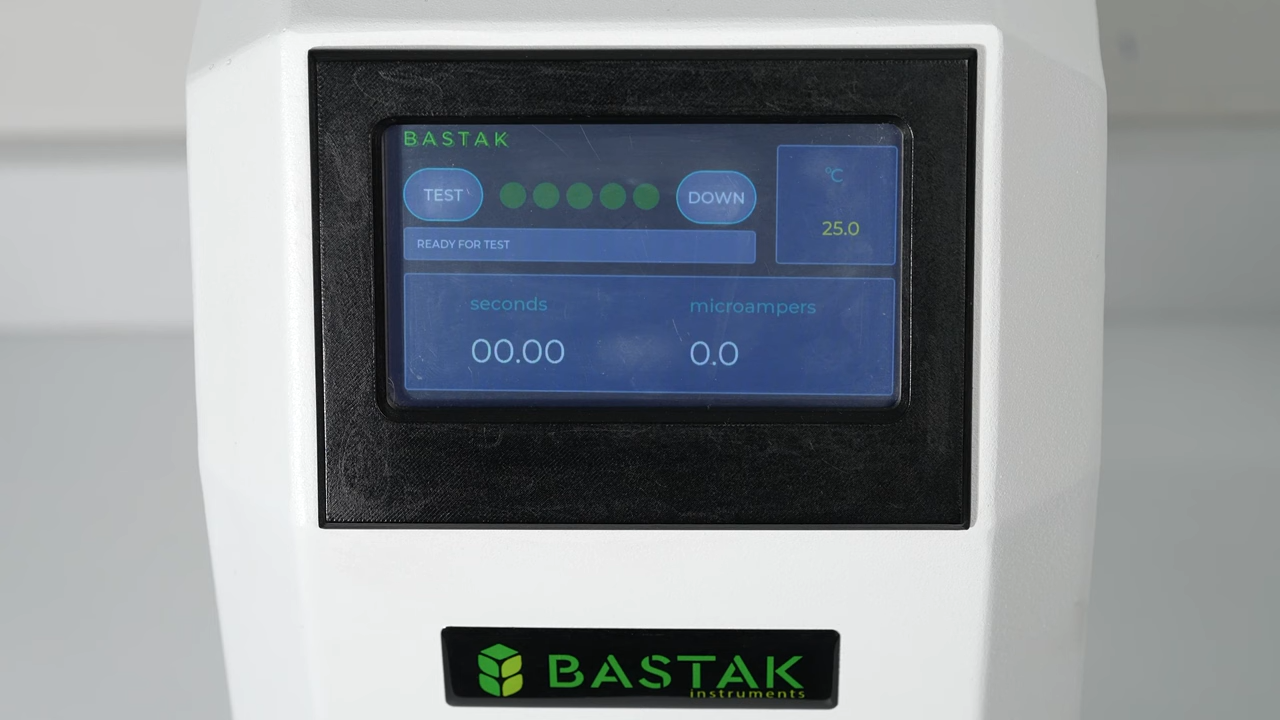 BASTAK
TEST
DOWN
°C
25.0
READY FOR TEST
seconds
microampers
00.00
0.0
BASTAK
instruments